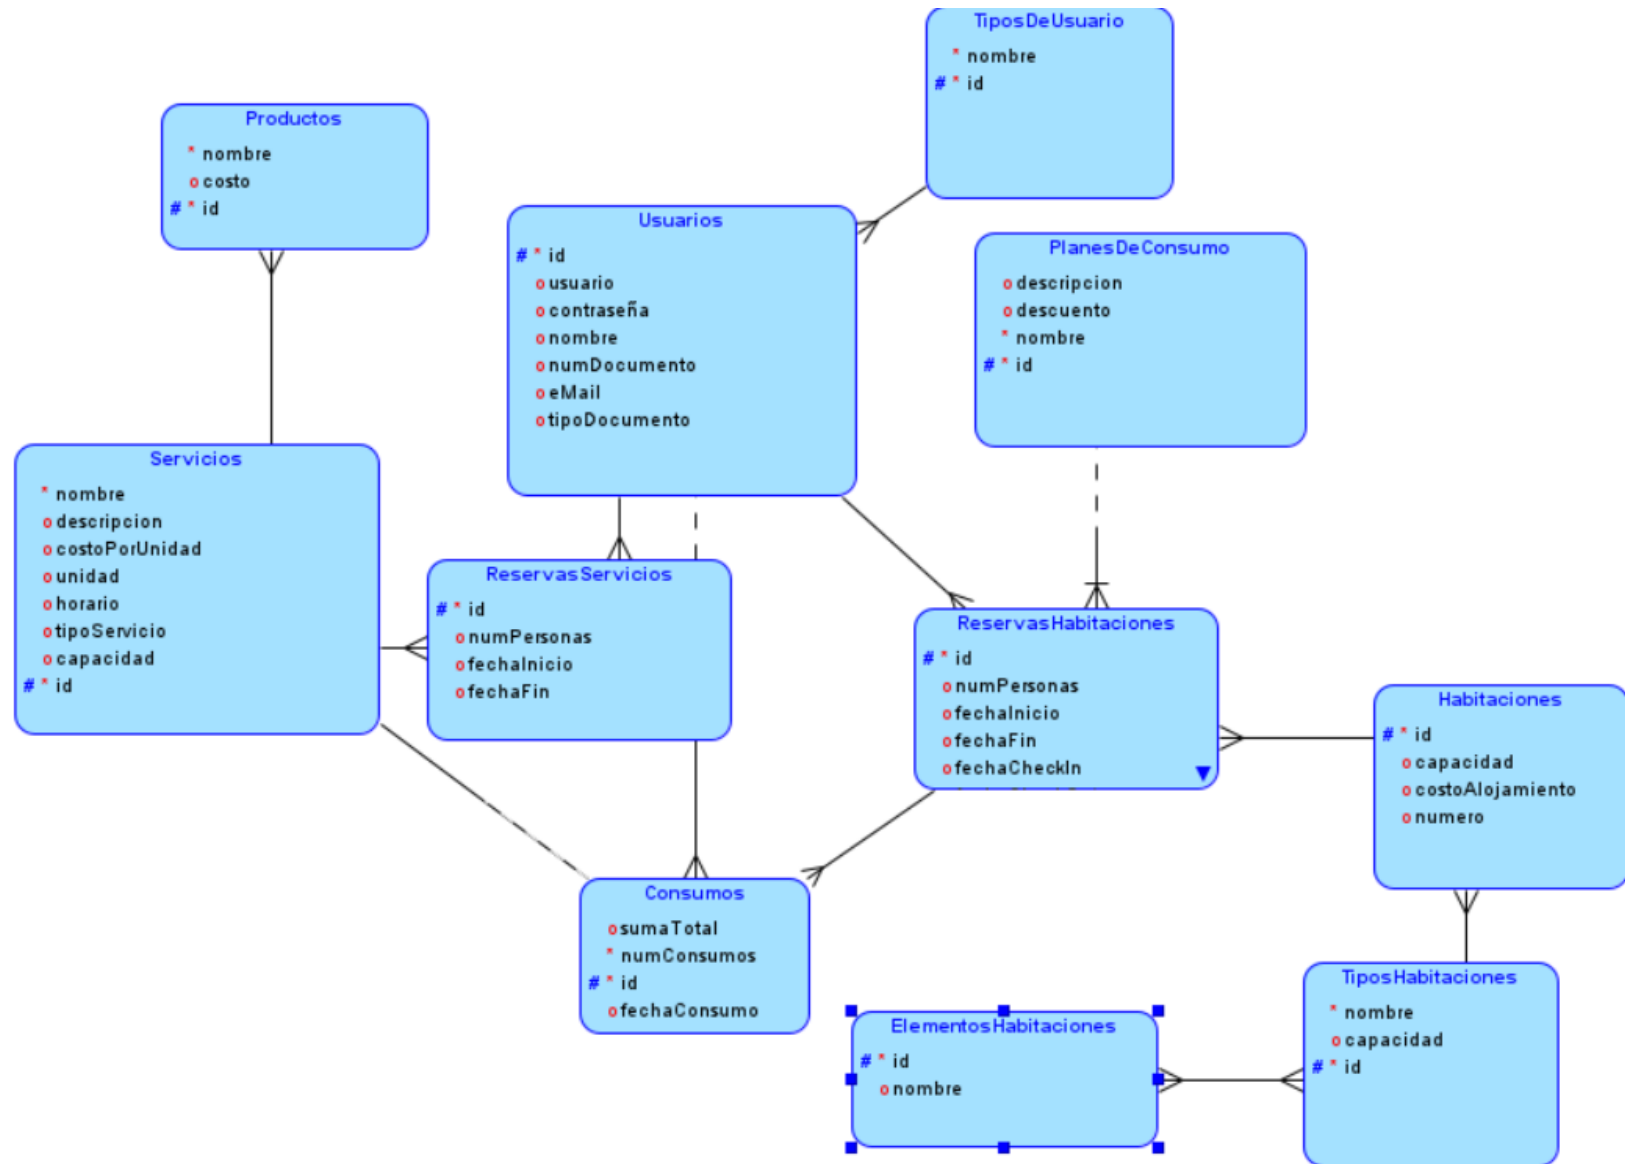 TiposDeUsuario
* nombre
# * id
Productos
* nombre
o costo
# * id
Usuarios
# * id
o usuario
o contraseña
o nombre
o numDocumento
o eMail
o tipoDocumento
PlanesDeConsumo
o descripcion
o descuento
* nombre
# * id
Servicios
* nombre
o descripcion
o costoPorUnidad
o unidad
o horario
o tipoServicio
o capacidad
# * id
ReservasServicios
# * id
o numPersonas
o fechaInicio
o fechaFin
ReservasHabitaciones
# * id
o numPersonas
o fechaInicio
o fechaFin
o fechaCheckIn
Habitaciones
# * id
o capacidad
o costoAlojamiento
o numero
Consumos
o sumaTotal
* numConsumos
# * id
o fechaConsumo
ElementosHabitaciones
# * id
o nombre
TiposHabitaciones
* nombre
o capacidad
# * id